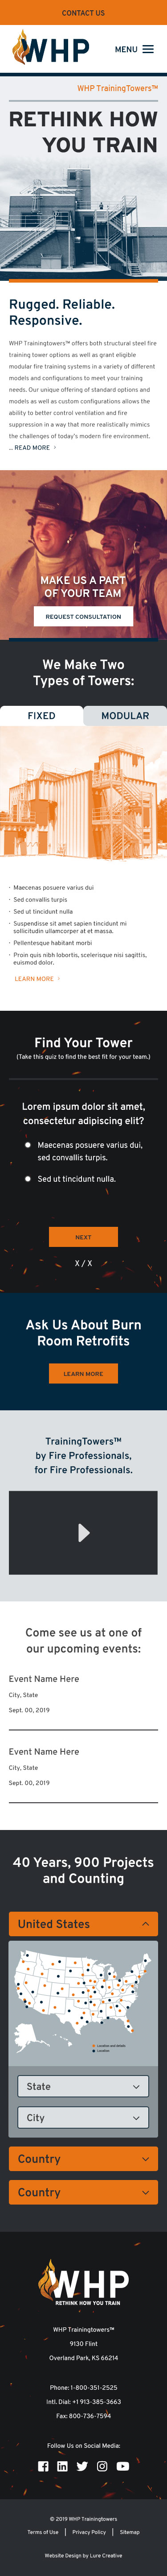 CONTACT US
WHP
MENU
WHP TrainingTowers™
RETHINK HOW
YOU TRAIN
Rugged. Reliable.
Responsive.
WHP Trainingtowers™ offers both structural steel fire
training tower options as well as grant eligible
modular fire training systems in a variety of different
models and configurations to meet your training
needs. Our unique offering of standard options and
models as well as custom configurations allows the
ability to better control ventilation and fire
suppression in a way that more realistically mimics
the challenges of today's modern fire environment.
... READ MORE >
MAKE US A PART
OF YOUR TEAM
REQUEST CONSULTATION
We Make Two
Types of Towers:
FIXED
MODULAR
· Maecenas posuere varius dui
· Sed convallis turpis
· Sed ut tincidunt nulla
· Suspendisse sit amet sapien tincidunt mi
sollicitudin ullamcorper at et massa.
· Pellentesque habitant morbi
· Proin quis nibh lobortis, scelerisque nisi sagittis,
euismod dolor.
LEARN MORE >
Find Your Tower
(Take this quiz to find the best fit for your team.)
Lorem ipsum dolor sit amet,
consectetur adipiscing elit?
Maecenas posuere varius dui,
sed convallis turpis.
Sed ut tincidunt nulla.
NEXT
X / X
Ask Us About Burn
Room Retrofits
LEARN MORE
TrainingTowers™
by Fire Professionals,
for Fire Professionals.
Come see us at one of
our upcoming events:
Event Name Here
City, State
Sept. 00, 2019
Event Name Here
City, State
Sept. 00, 2019
40 Years, 900 Projects
and Counting
United States
State
City
Country
Country
WHP
RETHINK HOW YOU TRAIN
WHP Trainingtowers™
9130 Flint
Overland Park, KS 66214
Phone: 1-800-351-2525
Intl. Dial: +1 913-385-3663
Fax: 800-736-7594
Follow Us on Social Media:
© 2019 WHP Trainingtowers
Terms of Use | Privacy Policy | Sitemap
Website Design by Lure Creative